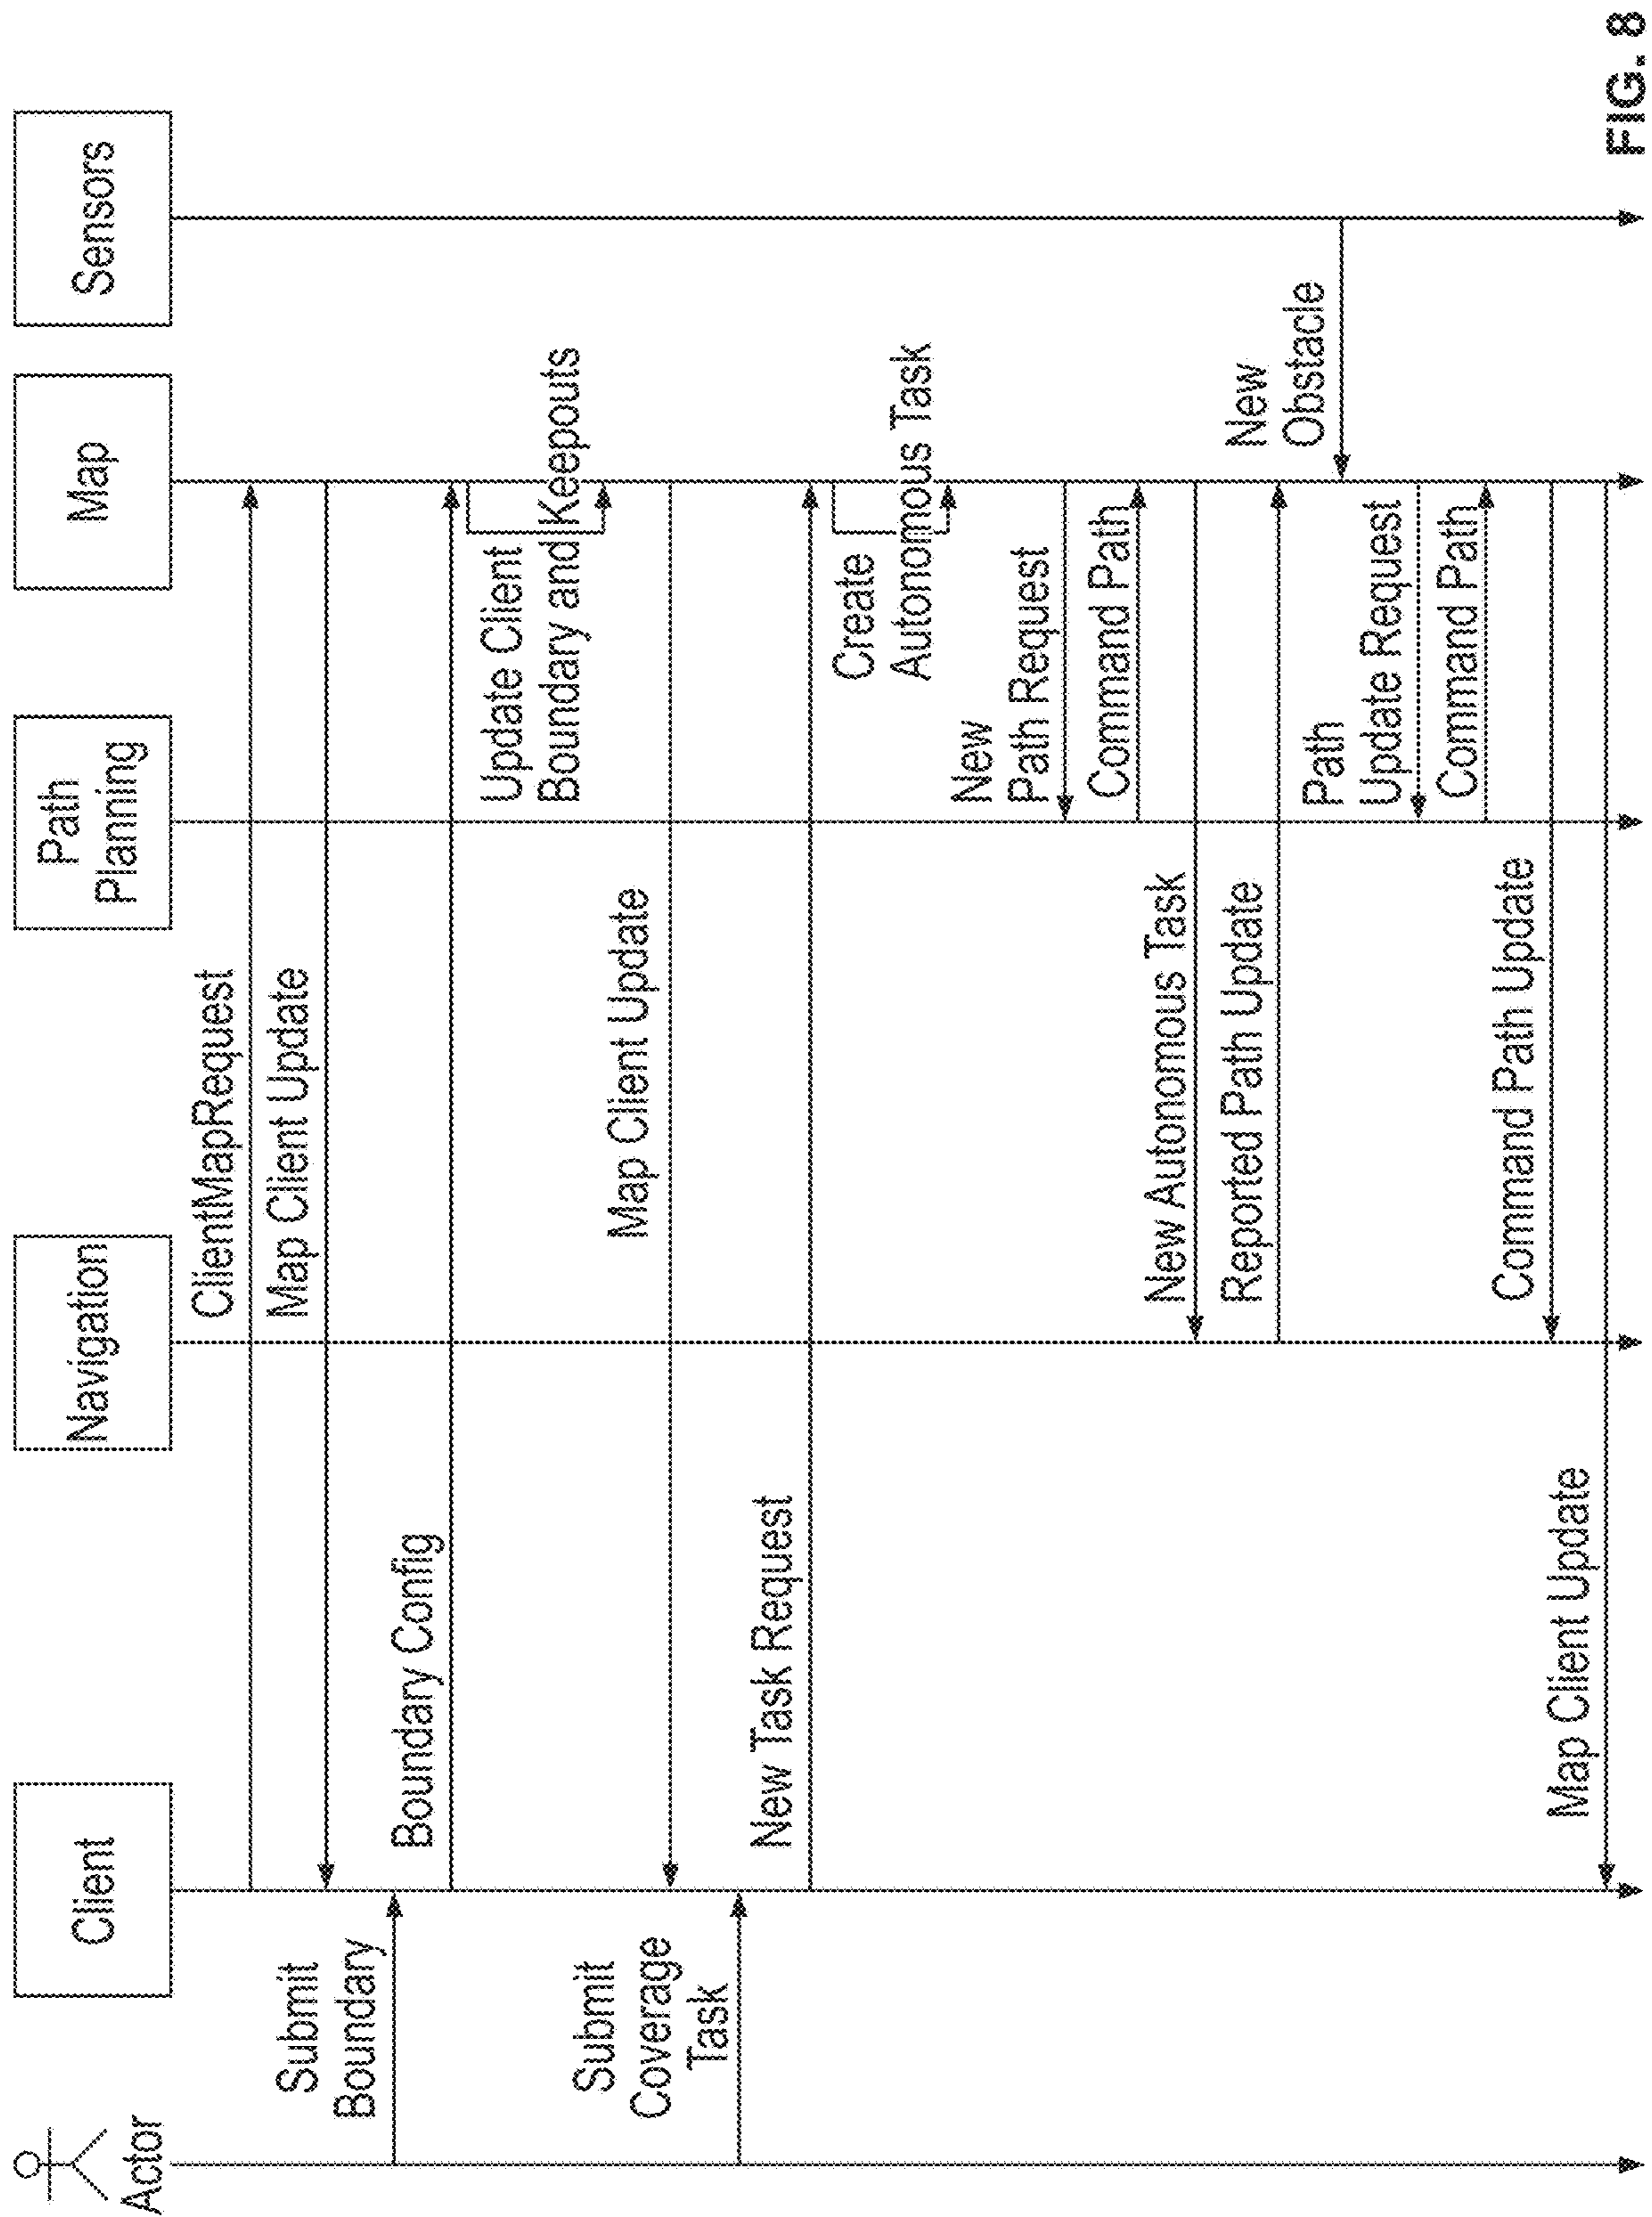 Actor
Client
Navigation
Path
Planning
Map
Sensors
ClientMapRequest
Map Client Update
Submit
Boundary
Boundary Config
Update Client
Boundary and Keepouts
Map Client Update
Submit
Coverage
Task
New Task Request
Create
Autonomous Task
New
Path Request
Command Path
New Autonomous Task
Reported Path Update
New
Obstacle
Path
Update Request
Command Path
Command Path Update
Map Client Update
FIG. 8